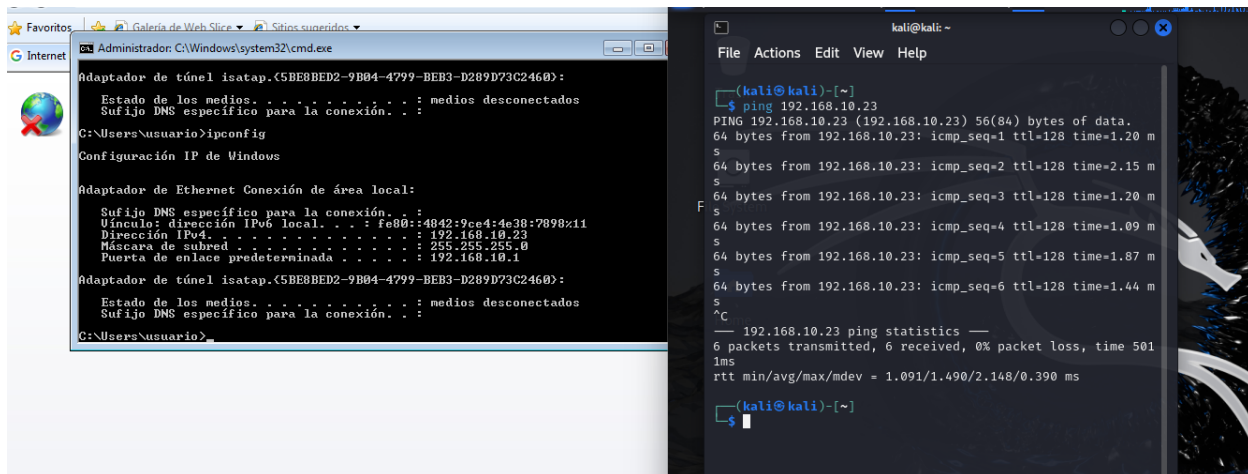 Favoritos
Galería de Web Slice ▾
Sitios sugeridos ▾
Internet
Administrador: C:\Windows\system32\cmd.exe
Adaptador de túnel isatap.{5BE8BED2-9B04-4799-BEB3-D289D73C2460}:
Estado de los medios. . . . . . . . . . . : medios desconectados
Sufijo DNS específico para la conexión. . :
C:\Users\usuario>ipconfig
Configuración IP de Windows
Adaptador de Ethernet Conexión de área local:
Sufijo DNS específico para la conexión. . :
Vínculo: dirección IPv6 local. . . : fe80::4842:9ce4:4e38:7898%11
Dirección IPv4. . . . . . . . . . . . . . : 192.168.10.23
Máscara de subred . . . . . . . . . . . . : 255.255.255.0
Puerta de enlace predeterminada . . . . . : 192.168.10.1
Adaptador de túnel isatap.{5BE8BED2-9B04-4799-BEB3-D289D73C2460}:
Estado de los medios. . . . . . . . . . . : medios desconectados
Sufijo DNS específico para la conexión. . :
C:\Users\usuario>_
kali@kali: ~
File Actions Edit View Help
┌──(kali㉿kali)-[~]
└─$ ping 192.168.10.23
PING 192.168.10.23 (192.168.10.23) 56(84) bytes of data.
64 bytes from 192.168.10.23: icmp_seq=1 ttl=128 time=1.20 m
s
64 bytes from 192.168.10.23: icmp_seq=2 ttl=128 time=2.15 m
s
64 bytes from 192.168.10.23: icmp_seq=3 ttl=128 time=1.20 m
s
64 bytes from 192.168.10.23: icmp_seq=4 ttl=128 time=1.09 m
s
64 bytes from 192.168.10.23: icmp_seq=5 ttl=128 time=1.87 m
s
64 bytes from 192.168.10.23: icmp_seq=6 ttl=128 time=1.44 m
s
^C
── 192.168.10.23 ping statistics ──
6 packets transmitted, 6 received, 0% packet loss, time 501
1ms
rtt min/avg/max/mdev = 1.091/1.490/2.148/0.390 ms
┌──(kali㉿kali)-[~]
└─$